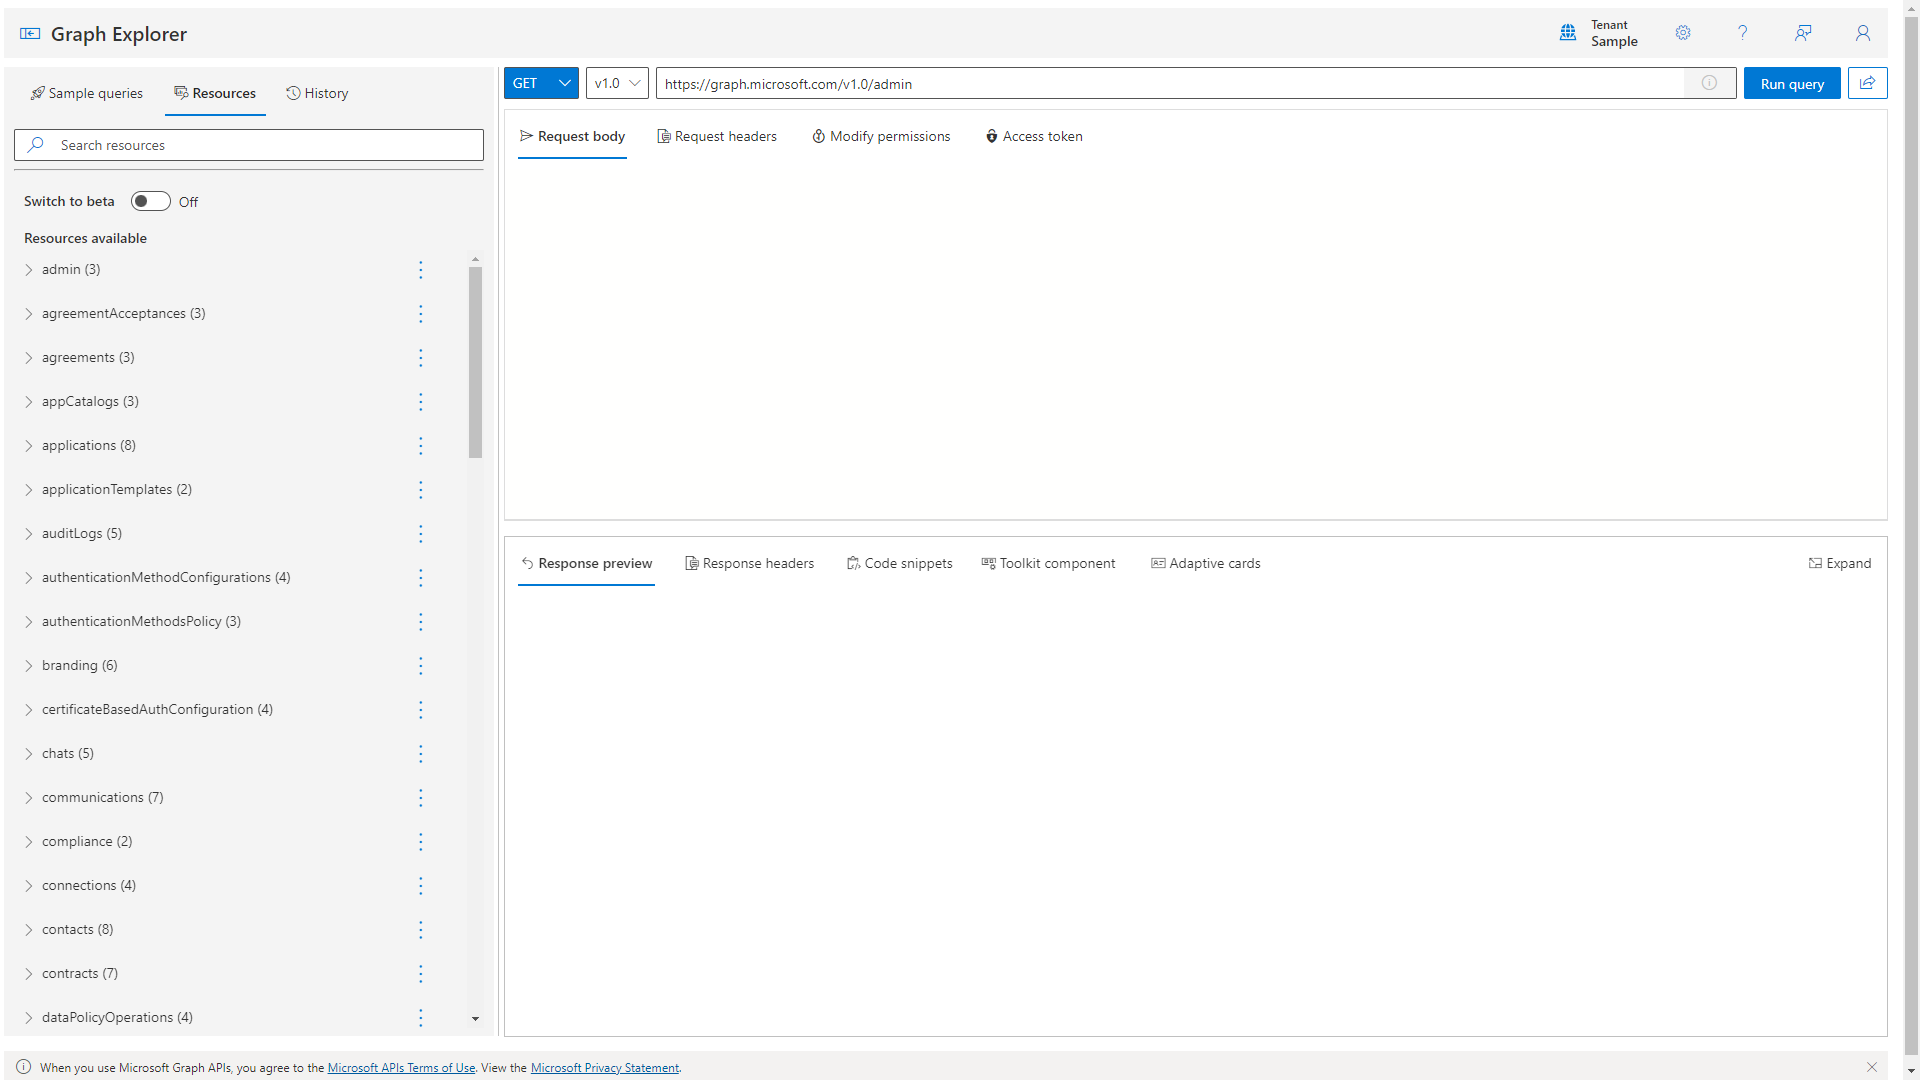 Graph Explorer
Tenant
Sample
Sample queries
Resources
History
Search resources
Switch to beta
Off
Resources available
admin (3)
agreementAcceptances (3)
agreements (3)
appCatalogs (3)
applications (8)
applicationTemplates (2)
auditLogs (5)
authenticationMethodConfigurations (4)
authenticationMethodsPolicy (3)
branding (6)
certificateBasedAuthConfiguration (4)
chats (5)
communications (7)
compliance (2)
connections (4)
contacts (8)
contracts (7)
dataPolicyOperations (4)
GET
v1.0
https://graph.microsoft.com/v1.0/admin
Run query
Request body
Request headers
Modify permissions
Access token
Response preview
Response headers
Code snippets
Toolkit component
Adaptive cards
Expand
When you use Microsoft Graph APIs, you agree to the Microsoft APIs Terms of Use. View the Microsoft Privacy Statement.